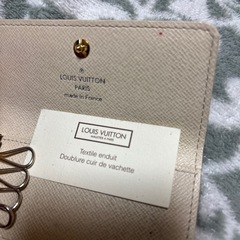 LOUIS VUITTON
PARIS
made in France
LOUIS VUITTON
Textile enduit
Doublure cuir de vachette